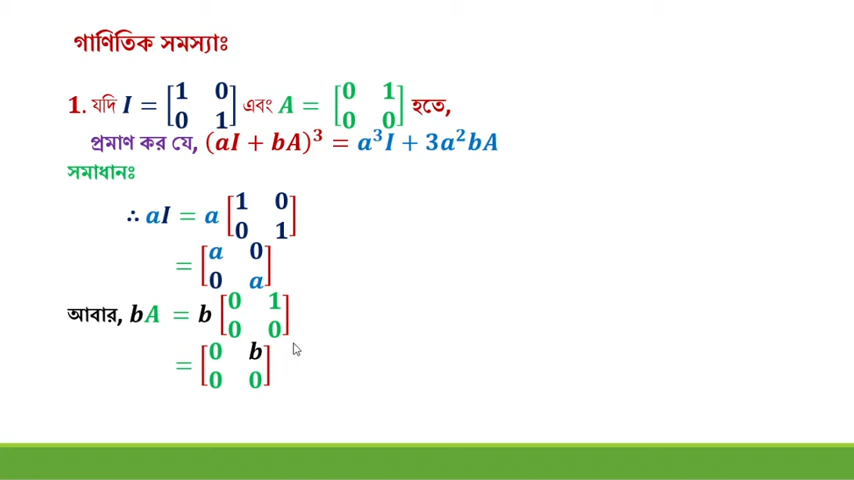 গাণিতিক সমস্যাঃ
1. যদি I = [1 0; 0 1] এবং A = [0 1; 0 0] হতে,
প্রমাণ কর যে, (aI + bA)³ = a³I + 3a²bA
সমাধানঃ
∴ aI = a [1 0; 0 1]
= [a 0; 0 a]
আবার, bA = b [0 1; 0 0]
= [0 b; 0 0]